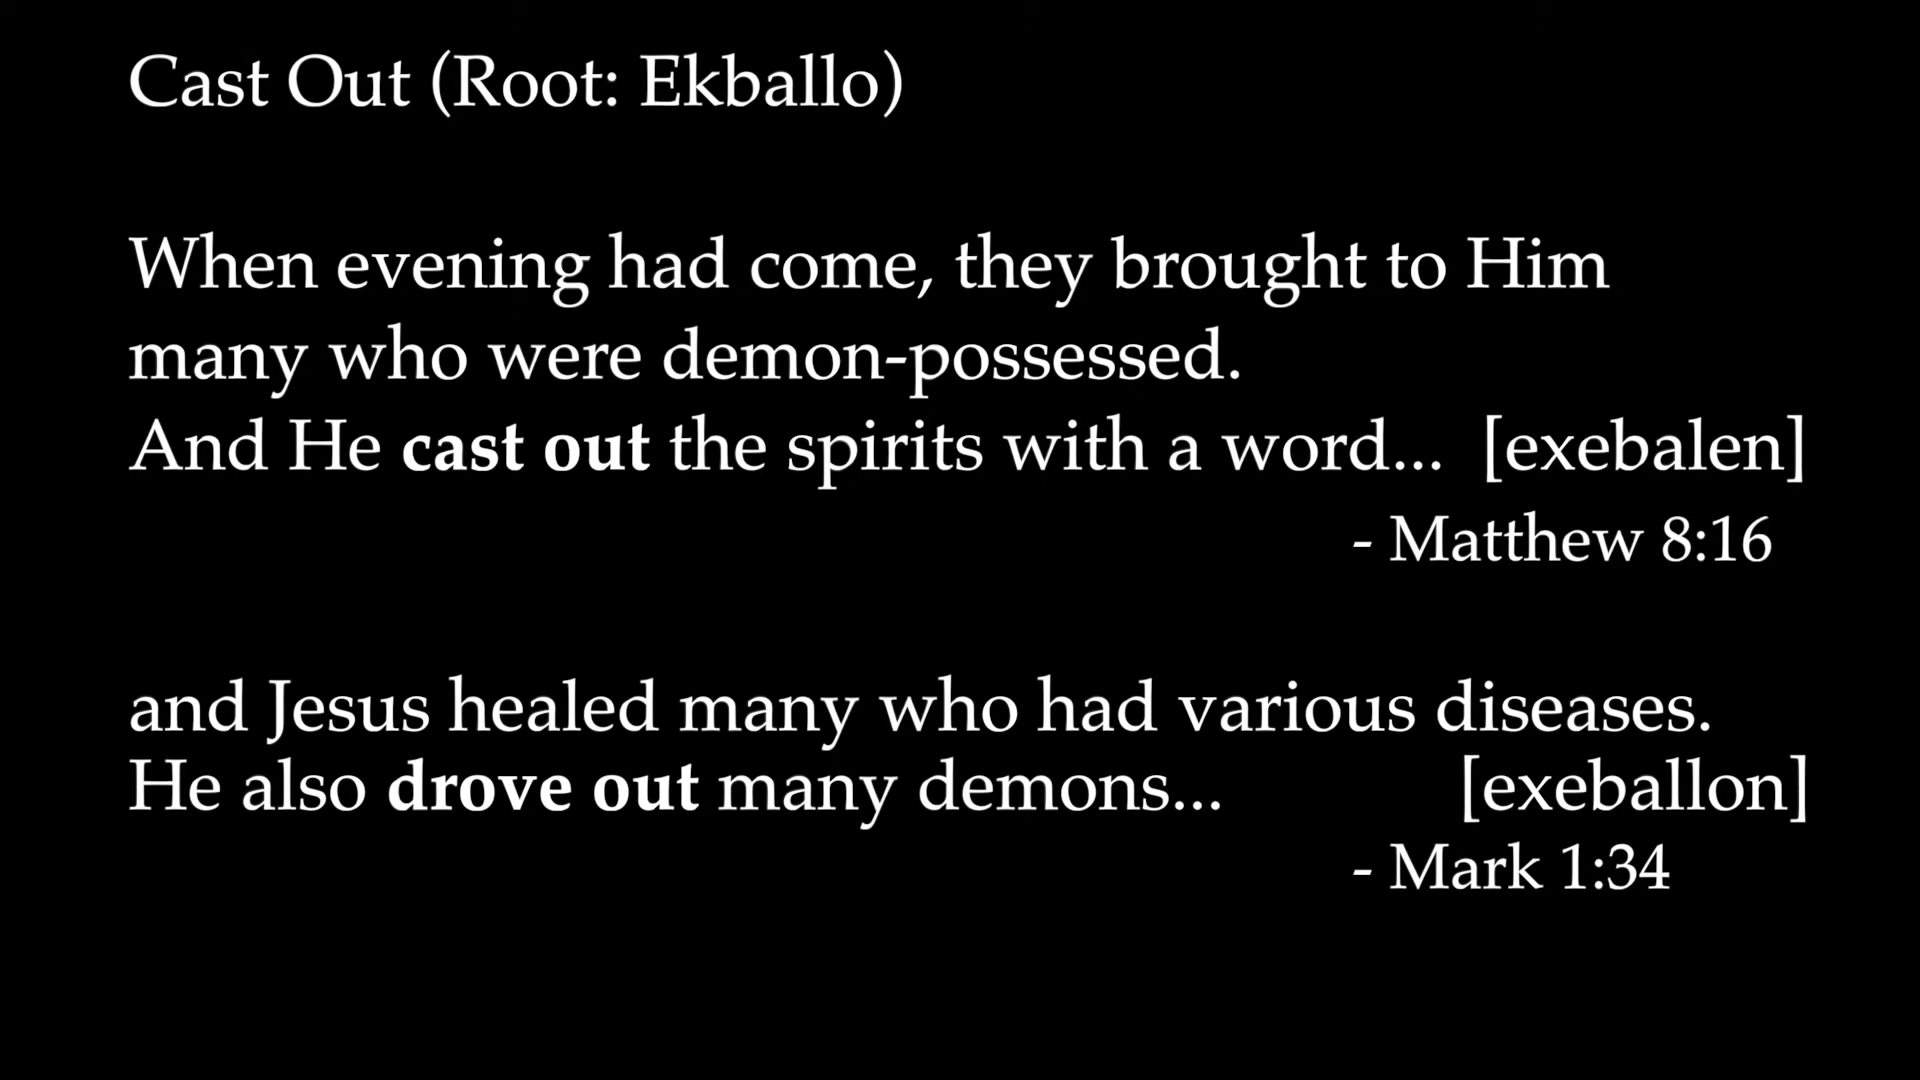 Cast Out (Root: Ekballo)
When evening had come, they brought to Him
many who were demon-possessed.
And He cast out the spirits with a word... [exebalen]
- Matthew 8:16
and Jesus healed many who had various diseases.
He also drove out many demons... [exeballon]
- Mark 1:34